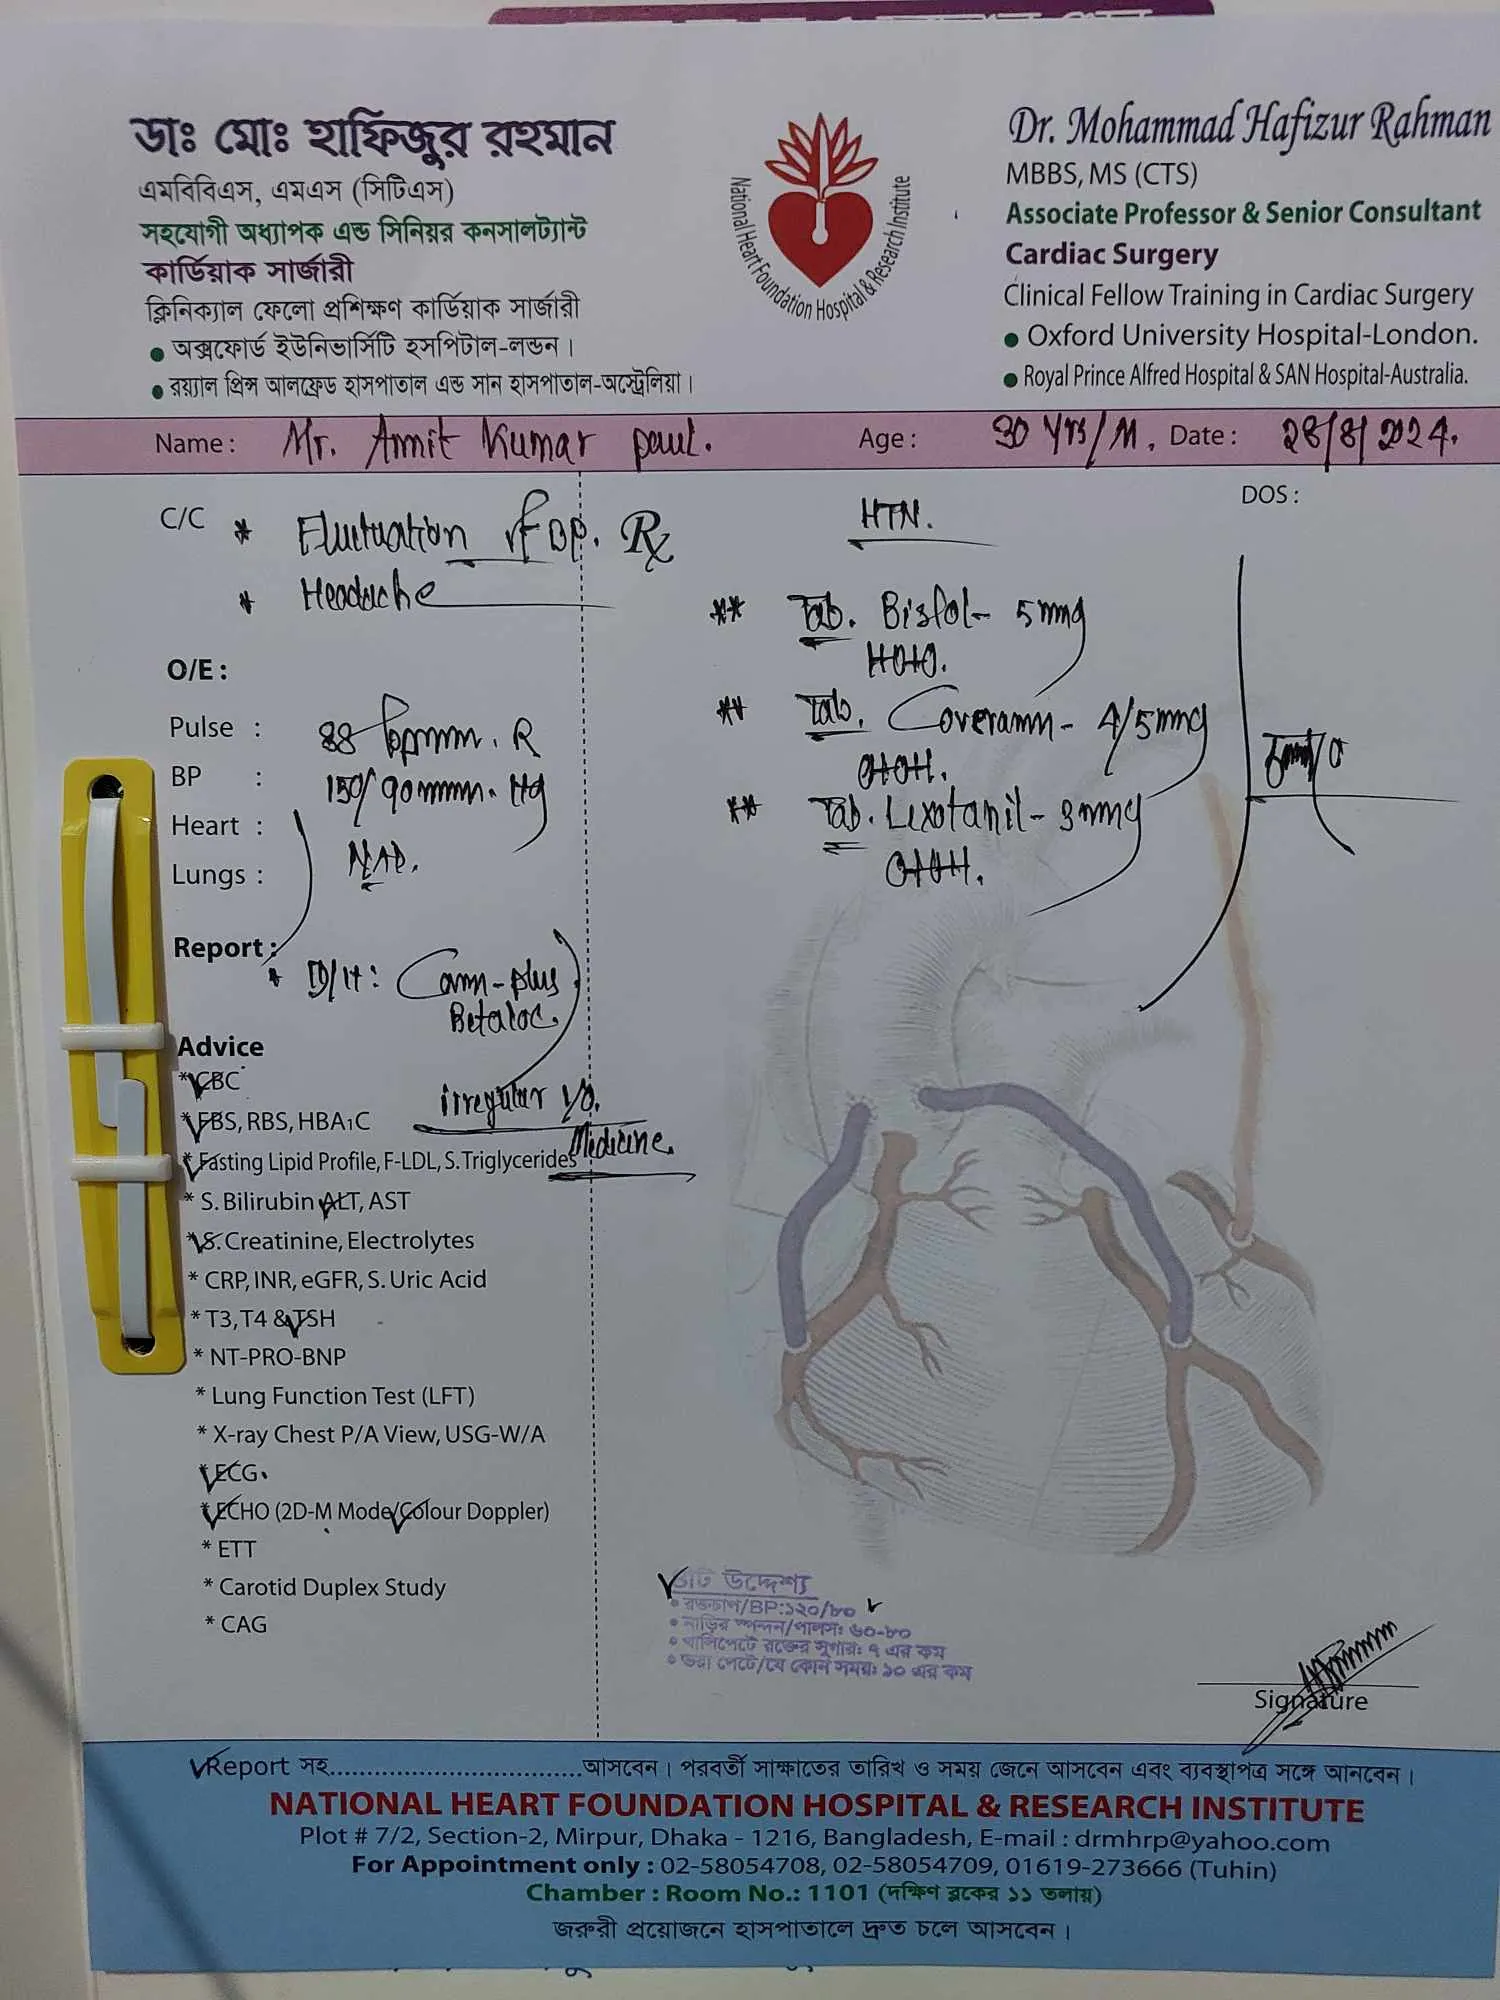 ডাঃ মোঃ হাফিজুর রহমান
এমবিবিএস, এমএস (সিটিএস)
সহযোগী অধ্যাপক এন্ড সিনিয়র কনসালট্যান্ট
কার্ডিয়াক সার্জারী
ক্লিনিক্যাল ফেলো প্রশিক্ষণ কার্ডিয়াক সার্জারী
● অক্সফোর্ড ইউনিভার্সিটি হসপিটাল-লন্ডন।
● রয়্যাল প্রিন্স আলফ্রেড হাসপাতাল এন্ড সান হাসপাতাল-অস্ট্রেলিয়া।
National Heart Foundation Hospital & Research Institute
Dr. Mohammad Hafizur Rahman
MBBS, MS (CTS)
Associate Professor & Senior Consultant
Cardiac Surgery
Clinical Fellow Training in Cardiac Surgery
● Oxford University Hospital-London.
● Royal Prince Alfred Hospital & SAN Hospital-Australia.
Name: Mr. Amit Kumar paul. Age: 30 Yrs/M. Date: 28/8/2024.
C/C * Fluctuation of BP.
* Headache
O/E:
Pulse : 88 bpm. R
BP : 150/90mm. Hg
Heart :
NAD.
Lungs :
Report:
* D/H: Cam-plus
Betaloc.
irregular
Medicine.
Advice
* CBC
* FBS, RBS, HBA1C
* Fasting Lipid Profile, F-LDL, S. Triglycerides
* S. Bilirubin ALT, AST
* S. Creatinine, Electrolytes
* CRP, INR, eGFR, S. Uric Acid
* T3, T4 & TSH
* NT-PRO-BNP
* Lung Function Test (LFT)
* X-ray Chest P/A View, USG-W/A
* ECG
* ECHO (2D-M Mode/Colour Doppler)
* ETT
* Carotid Duplex Study
* CAG
Rx
HTN.
DOS :
** Tab. Bisfol- 5mg
1+0+0.
** Tab. Coveram- 4/5mg
0+0+1.
** Tab. Lexotanil- 3mg
0+0+1.
টি উদ্দেশ্য
• রক্তচাপ/BP:১২০/৮০
• নাড়ির স্পন্দন/পালস: ৬০-৮০
• খালিপেটে রক্তের সুগার: ৭ এর কম
• ভরা পেটে/যে কোন সময়: ১০ এর কম
Signature
Report সহ.................................আসবেন। পরবর্তী সাক্ষাতের তারিখ ও সময় জেনে আসবেন এবং ব্যবস্থাপত্র সঙ্গে আনবেন।
NATIONAL HEART FOUNDATION HOSPITAL & RESEARCH INSTITUTE
Plot # 7/2, Section-2, Mirpur, Dhaka - 1216, Bangladesh, E-mail : drmhrp@yahoo.com
For Appointment only : 02-58054708, 02-58054709, 01619-273666 (Tuhin)
Chamber : Room No.: 1101 (দক্ষিণ ব্লকের ১১ তলায়)
জরুরী প্রয়োজনে হাসপাতালে দ্রুত চলে আসবেন।